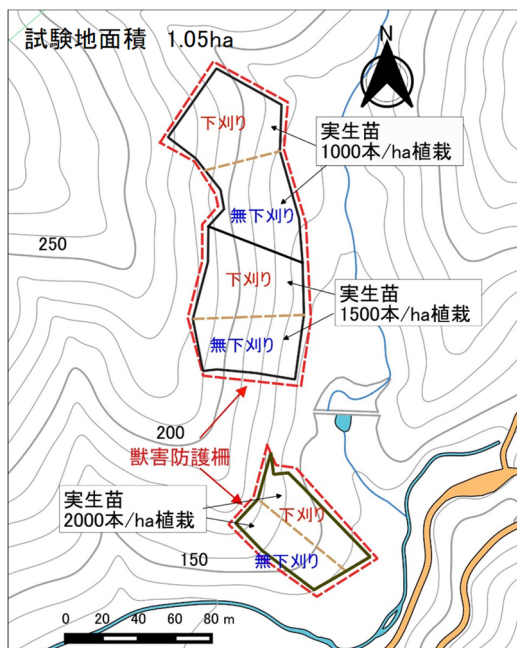 試験地面積 1.05ha
N
下刈り
実生苗
1000本/ha植栽
無下刈り
250
下刈り
実生苗
1500本/ha植栽
無下刈り
200
獣害防護柵
実生苗
2000本/ha植栽
下刈り
無下刈り
150
0 20 40 60 80 m